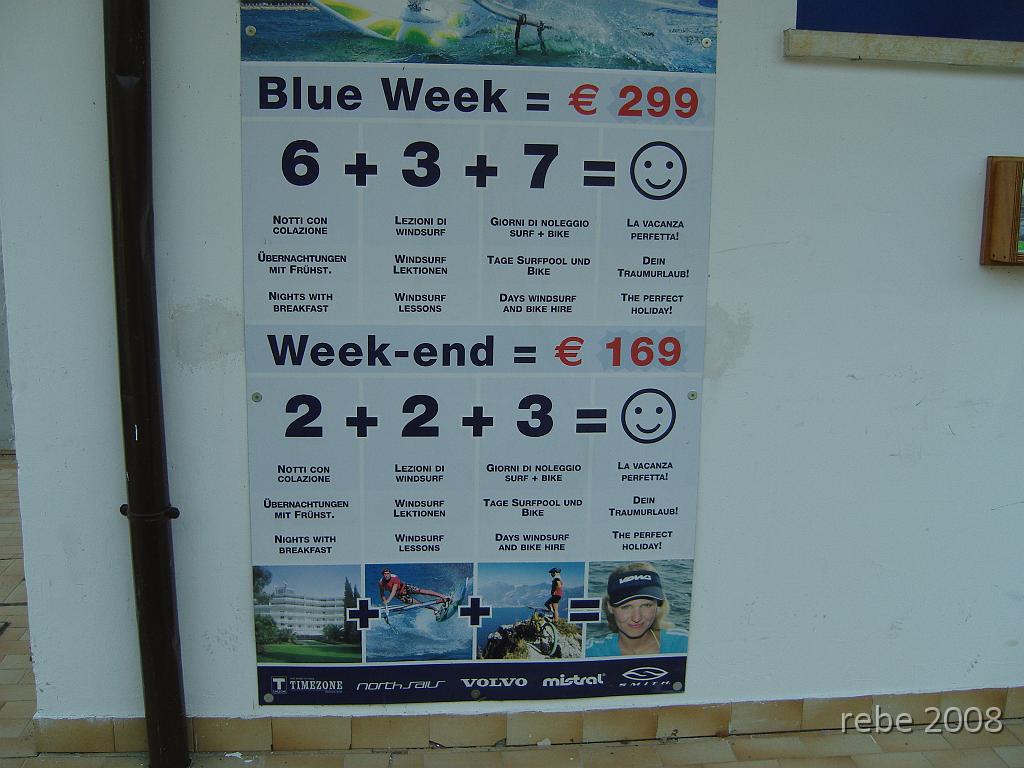 Blue Week = € 299
6 + 3 + 7 =
NOTTI CON
COLAZIONE
LEZIONI DI
WINDSURF
GIORNI DI NOLEGGIO
SURF + BIKE
LA VACANZA
PERFETTA!
ÜBERNACHTUNGEN
MIT FRÜHST.
WINDSURF
LEKTIONEN
TAGE SURFPOOL UND
BIKE
DEIN
TRAUMURLAUB!
NIGHTS WITH
BREAKFAST
WINDSURF
LESSONS
DAYS WINDSURF
AND BIKE HIRE
THE PERFECT
HOLIDAY!
Week-end = € 169
2 + 2 + 3 =
NOTTI CON
COLAZIONE
LEZIONI DI
WINDSURF
GIORNI DI NOLEGGIO
SURF + BIKE
LA VACANZA
PERFETTA!
ÜBERNACHTUNGEN
MIT FRÜHST.
WINDSURF
LEKTIONEN
TAGE SURFPOOL UND
BIKE
DEIN
TRAUMURLAUB!
NIGHTS WITH
BREAKFAST
WINDSURF
LESSONS
DAYS WINDSURF
AND BIKE HIRE
THE PERFECT
HOLIDAY!
+ + =
T TIMEZONE northsails VOLVO mistral SMITH
rebe 2008